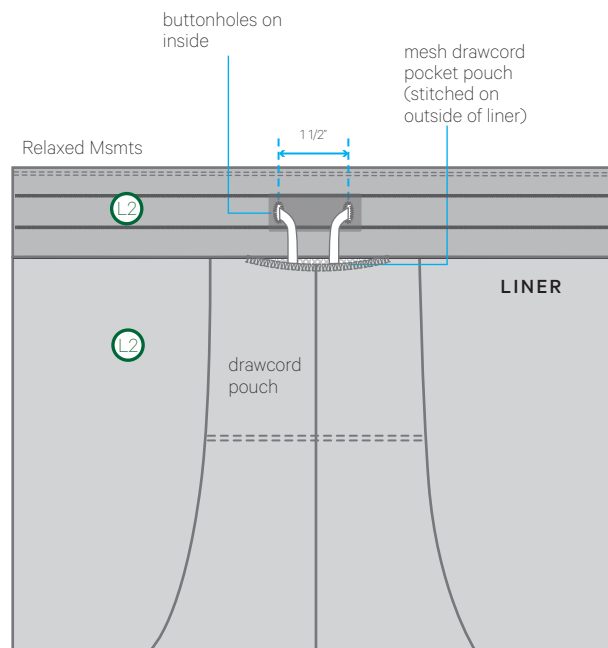 buttonholes on
inside
mesh drawcord
pocket pouch
(stitched on
outside of liner)
1 1/2"
Relaxed Msmts
L2
LINER
L2
drawcord
pouch